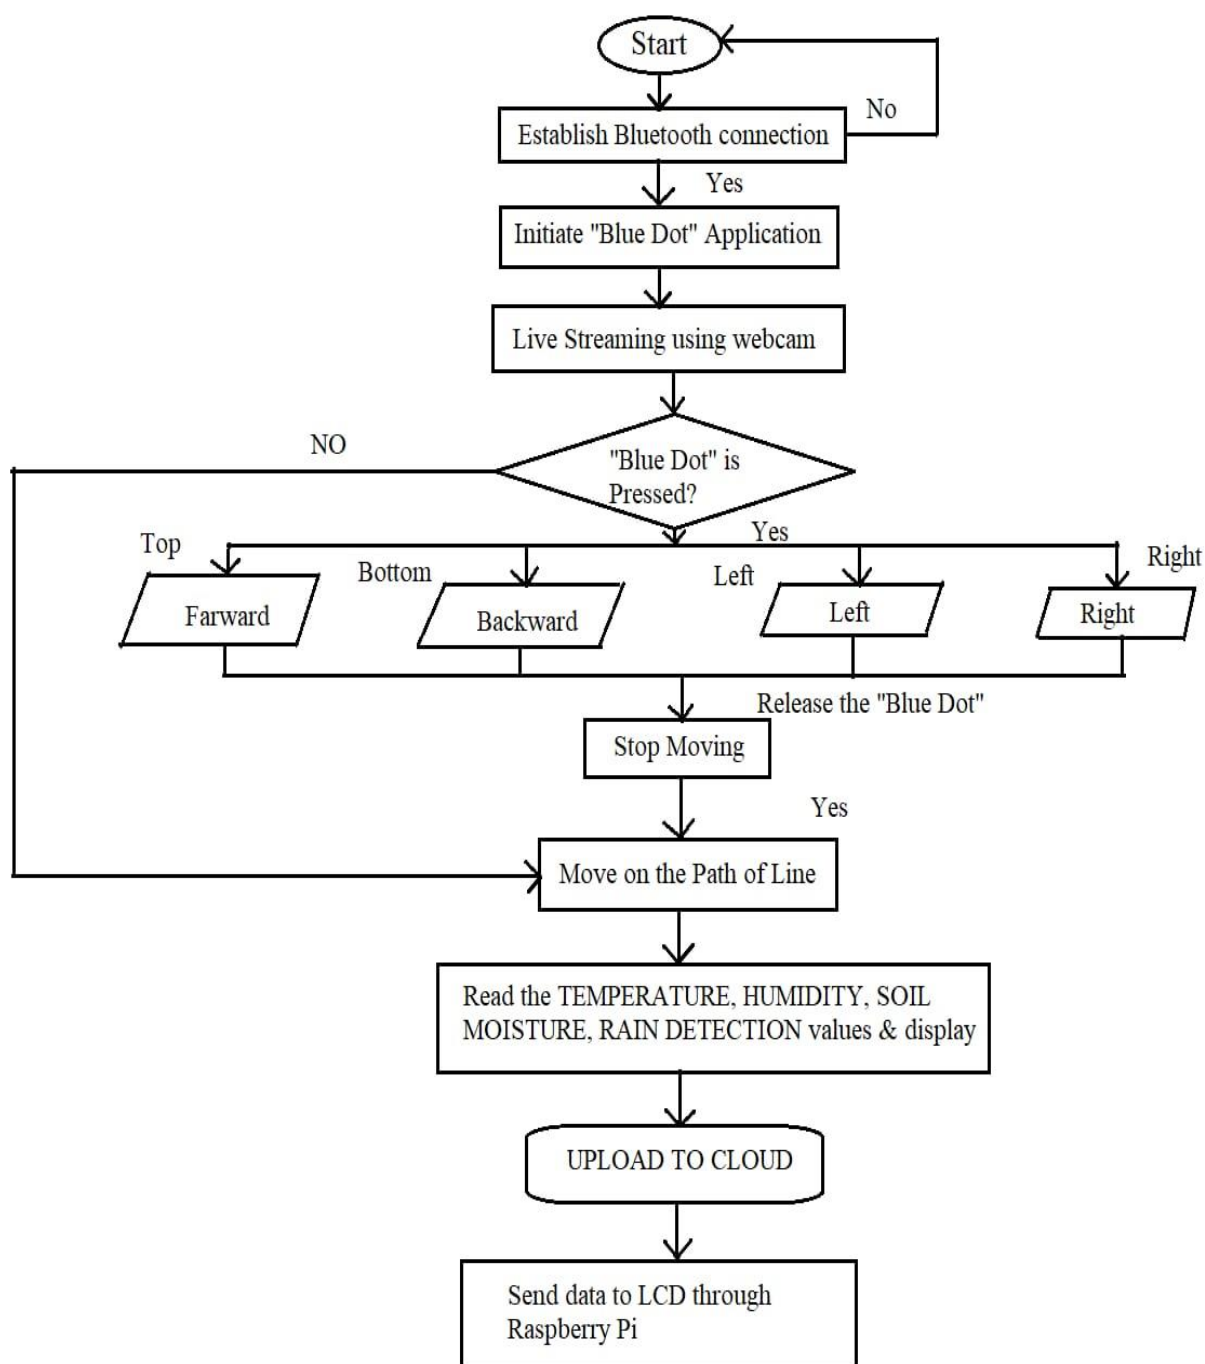 Start
No
Establish Bluetooth connection
Yes
Initiate "Blue Dot" Application
Live Streaming using webcam
NO
"Blue Dot" is
Pressed?
Yes
Top
Bottom
Left
Right
Farward
Backward
Left
Right
Release the "Blue Dot"
Stop Moving
Yes
Move on the Path of Line
Read the TEMPERATURE, HUMIDITY, SOIL
MOISTURE, RAIN DETECTION values & display
UPLOAD TO CLOUD
Send data to LCD through
Raspberry Pi